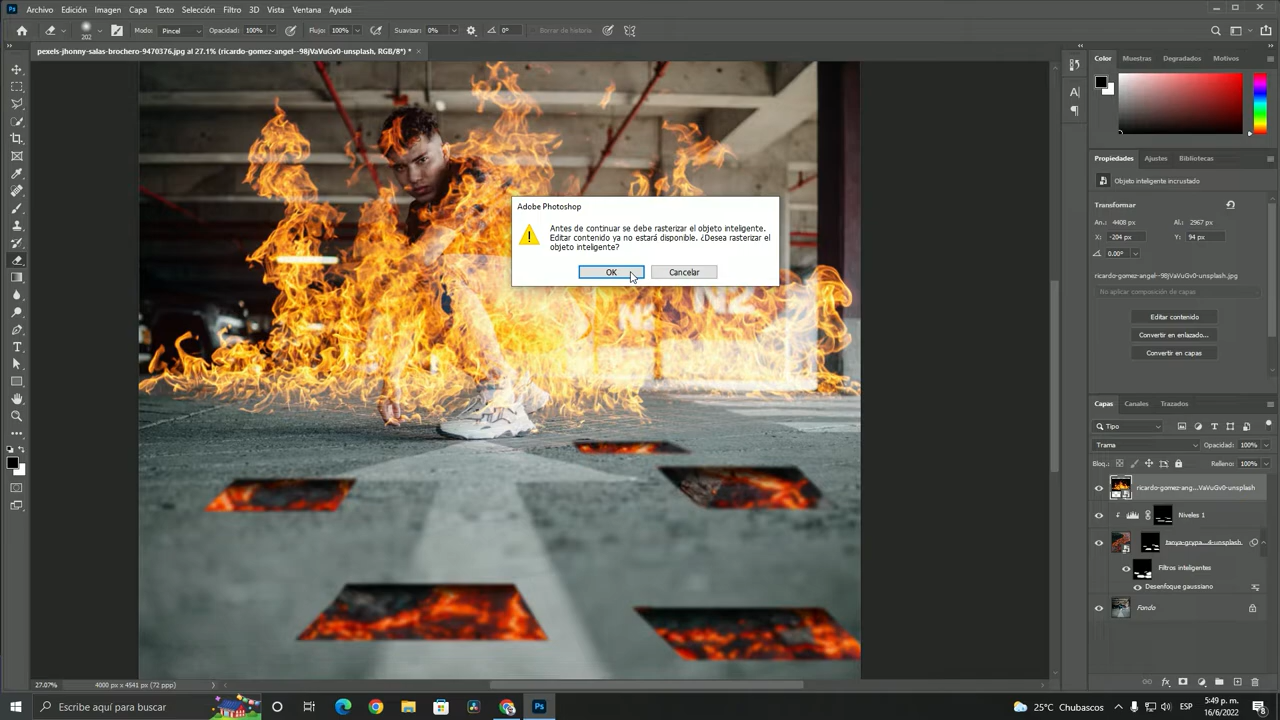 Archivo Edición Imagen Capa Texto Selección Filtro 3D Vista Ventana Ayuda
202 Modo: Pincel Opacidad: 100% Flujo: 100% Suavizar: 0% 0° Borrar de historia
pexels-jhonny-salas-brochero-9470376.jpg al 27.1% (ricardo-gomez-angel--98jVaVuGv0-unsplash, RGB/8*) * ×
Color Muestras Degradados Motivos
Propiedades Ajustes Bibliotecas
Objeto inteligente incrustado
Transformar
An.: 4408 px Al.: 2967 px
X: -204 px Y: 94 px
0.00°
ricardo-gomez-angel--98jVaVuGv0-unsplash.jpg
No aplicar composición de capas
Editar contenido
Convertir en enlazado...
Convertir en capas
Adobe Photoshop
Antes de continuar se debe rasterizar el objeto inteligente.
Editar contenido ya no estará disponible. ¿Desea rasterizar el
objeto inteligente?
OK Cancelar
Capas Canales Trazados
Tipo
Trama Opacidad: 100%
Bloq.: Relleno: 100%
ricardo-gomez-ang...VaVuGv0-unsplash
Niveles 1
tanya-grypa...4-unsplash
Filtros inteligentes
Desenfoque gaussiano
Fondo
27.07% 4000 px x 4541 px (72 ppp)
Escribe aquí para buscar
Ps
25°C Chubascos ESP 5:49 p. m.
16/6/2022